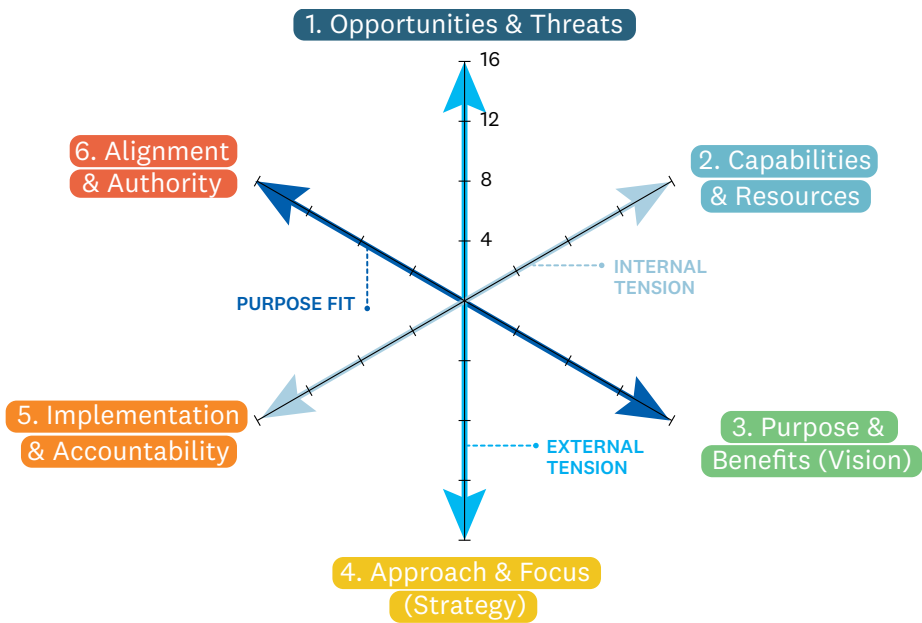 1. Opportunities & Threats
16
12
8
4
6. Alignment
& Authority
2. Capabilities
& Resources
INTERNAL
TENSION
PURPOSE FIT
5. Implementation
& Accountability
3. Purpose &
Benefits (Vision)
EXTERNAL
TENSION
4. Approach & Focus
(Strategy)